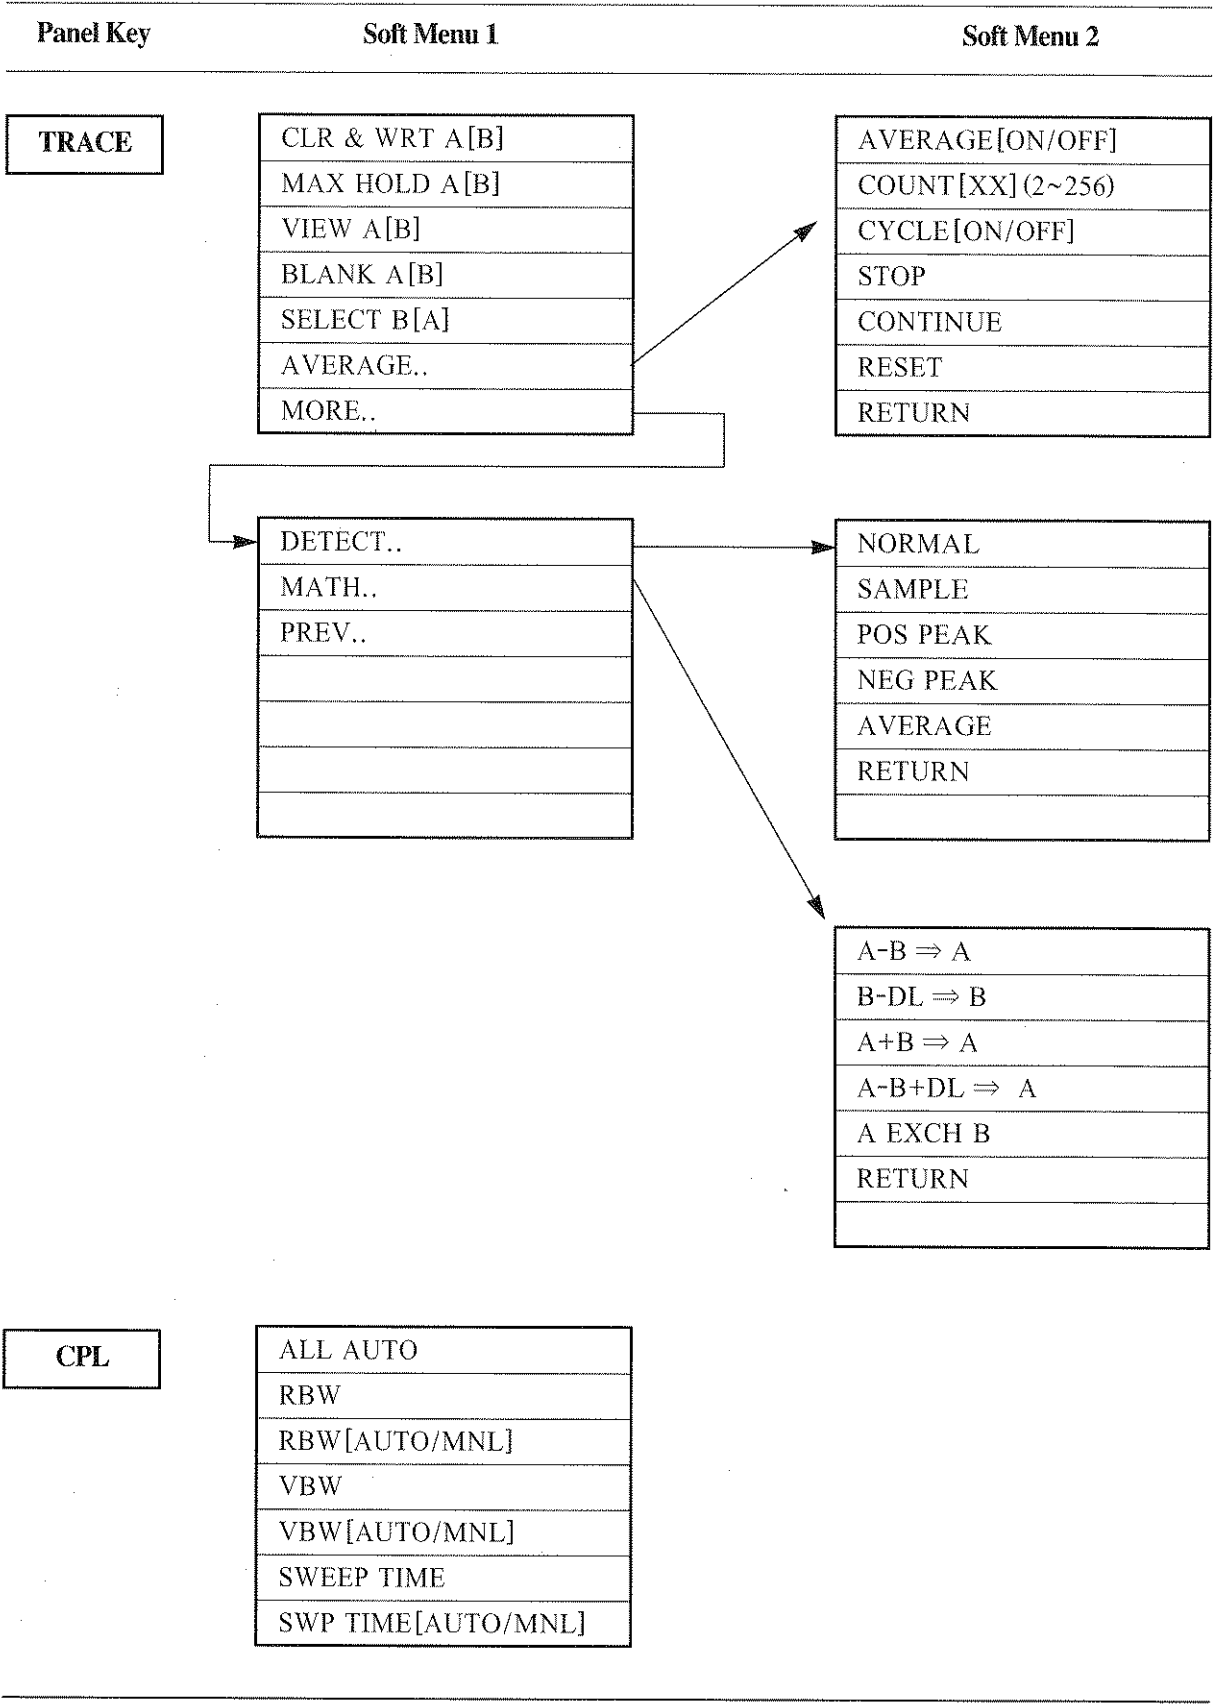 Panel Key Soft Menu 1 Soft Menu 2
TRACE
CLR & WRT A[B]
MAX HOLD A[B]
VIEW A[B]
BLANK A[B]
SELECT B[A]
AVERAGE..
MORE..
AVERAGE[ON/OFF]
COUNT[XX](2~256)
CYCLE[ON/OFF]
STOP
CONTINUE
RESET
RETURN
DETECT..
MATH..
PREV..
NORMAL
SAMPLE
POS PEAK
NEG PEAK
AVERAGE
RETURN
A-B ⇒ A
B-DL ⇒ B
A+B ⇒ A
A-B+DL ⇒ A
A EXCH B
RETURN
CPL
ALL AUTO
RBW
RBW[AUTO/MNL]
VBW
VBW[AUTO/MNL]
SWEEP TIME
SWP TIME[AUTO/MNL]